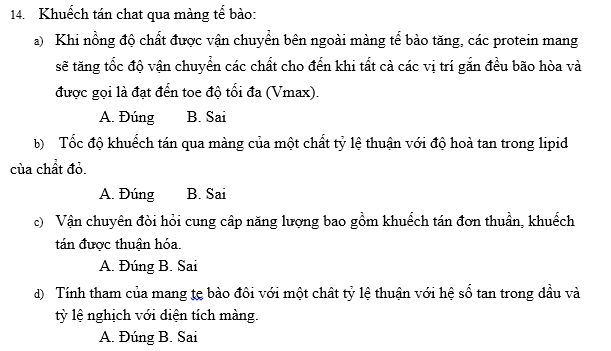 14. Khuếch tán chat qua màng tế bào:
a) Khi nồng độ chất được vận chuyển bên ngoài màng tế bào tăng, các protein mang
sẽ tăng tốc độ vận chuyển các chất cho đến khi tất cả các vị trí gắn đều bão hòa và
được gọi là đạt đến toe độ tối đa (Vmax).
A. Đúng B. Sai
b) Tốc độ khuếch tán qua màng của một chất tỷ lệ thuận với độ hoà tan trong lipid
của chẩt đỏ.
A. Đúng B. Sai
c) Vận chuyên đòi hỏi cung câp năng lượng bao gồm khuếch tán đơn thuần, khuếch
tán được thuận hóa.
A. Đúng B. Sai
d) Tính tham của mang tẹ bào đôi với một chât tỷ lệ thuận với hệ số tan trong dầu và
tỳ lệ nghịch với diện tích màng.
A. Đúng B. Sai